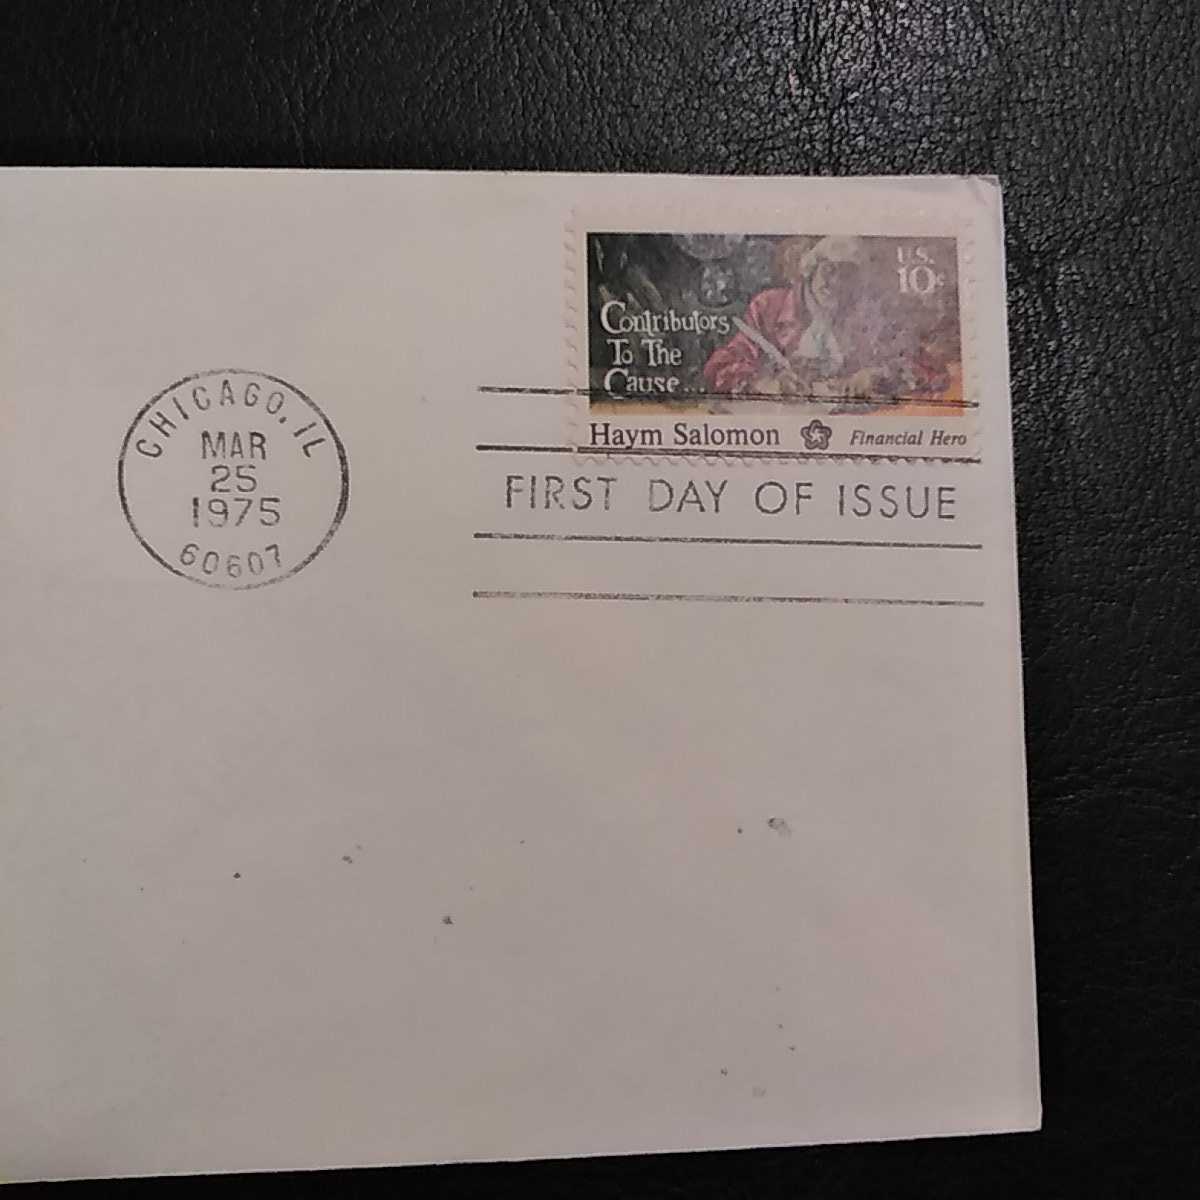 U.S.
10c
Contributors
To The
Cause...
Haym Salomon Financial Hero
CHICAGO, IL
MAR
25
1975
60607
FIRST DAY OF ISSUE